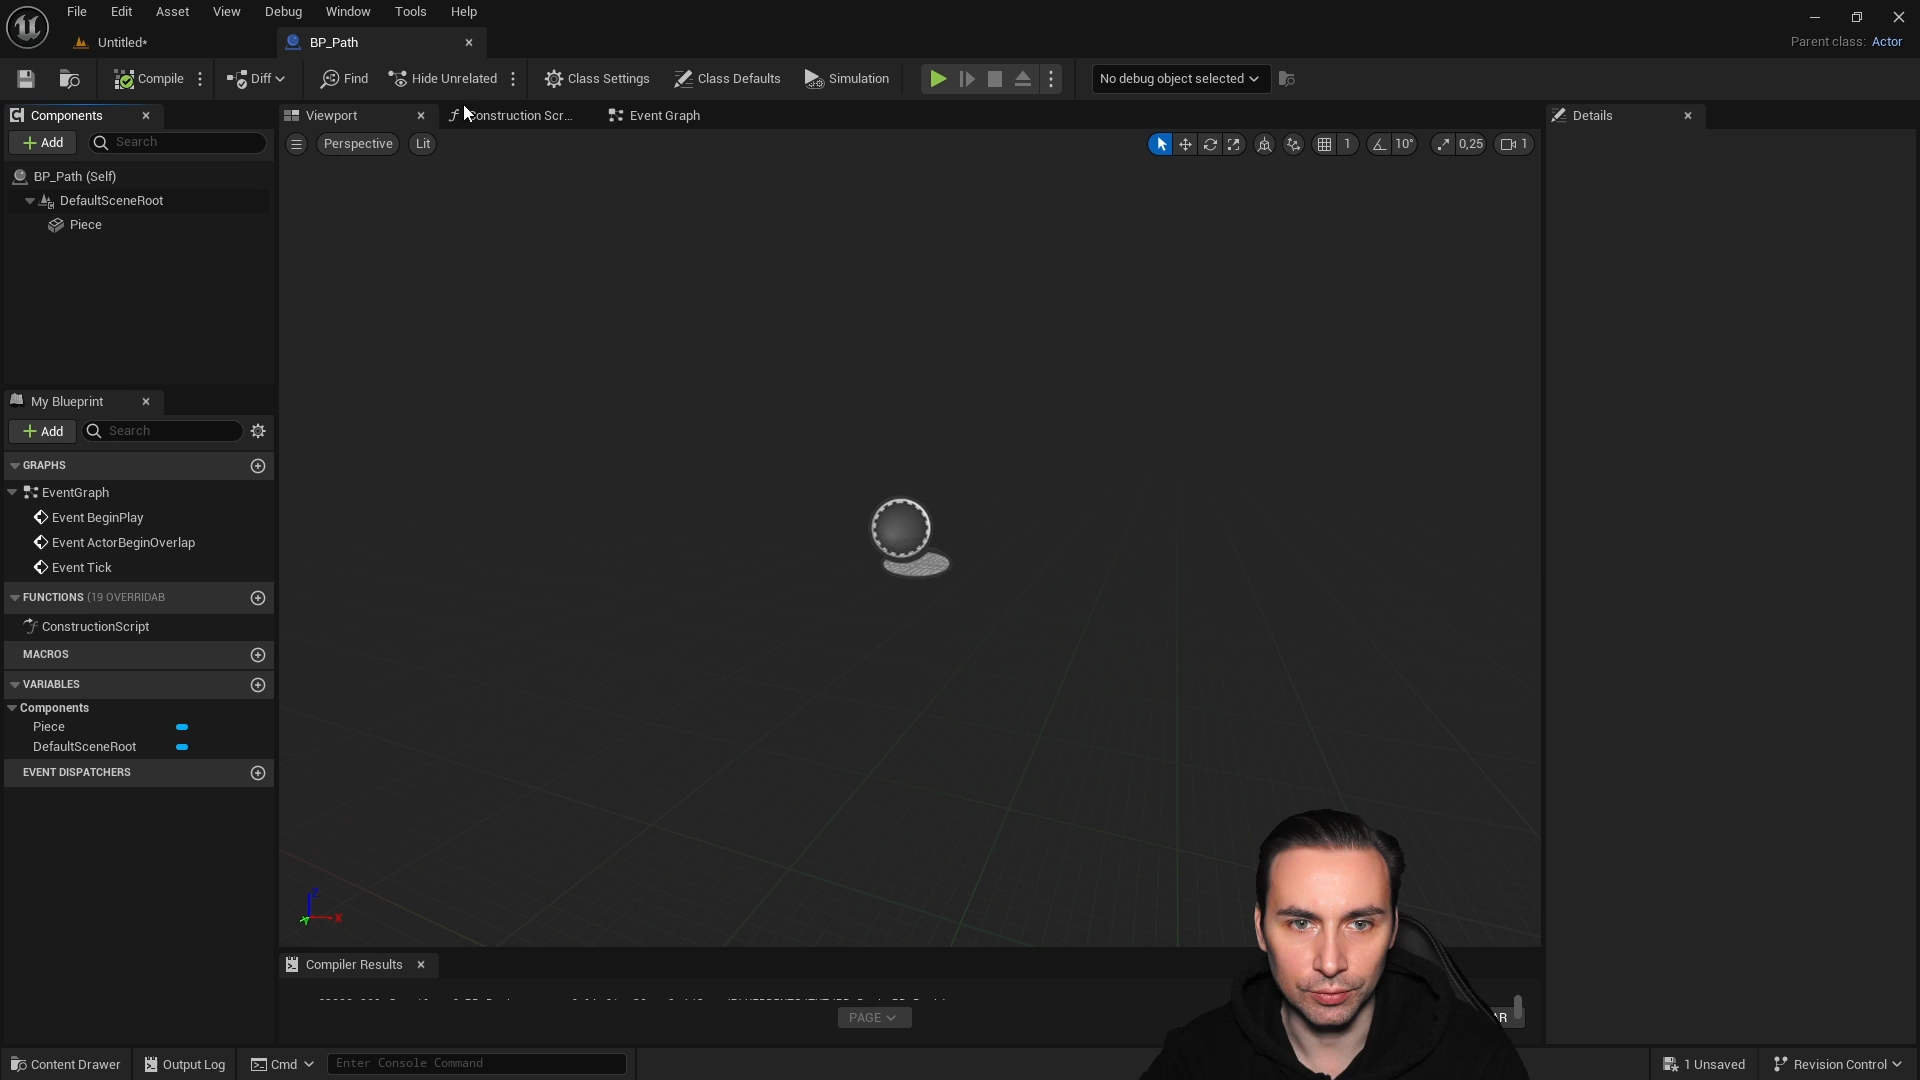 File Edit Asset View Debug Window Tools Help
Untitled*
BP_Path
Parent class: Actor
Compile
Diff
Find
Hide Unrelated
Class Settings
Class Defaults
Simulation
No debug object selected
Components
Viewport
Construction Scr...
Event Graph
Details
Add
Search
Perspective
Lit
1
10°
0,25
1
BP_Path (Self)
DefaultSceneRoot
Piece
My Blueprint
Add
Search
GRAPHS
EventGraph
Event BeginPlay
Event ActorBeginOverlap
Event Tick
FUNCTIONS (19 OVERRIDAB
ConstructionScript
MACROS
VARIABLES
Components
Piece
DefaultSceneRoot
EVENT DISPATCHERS
Z
X
Compiler Results
PAGE
AR
Content Drawer
Output Log
Cmd
Enter Console Command
1 Unsaved
Revision Control